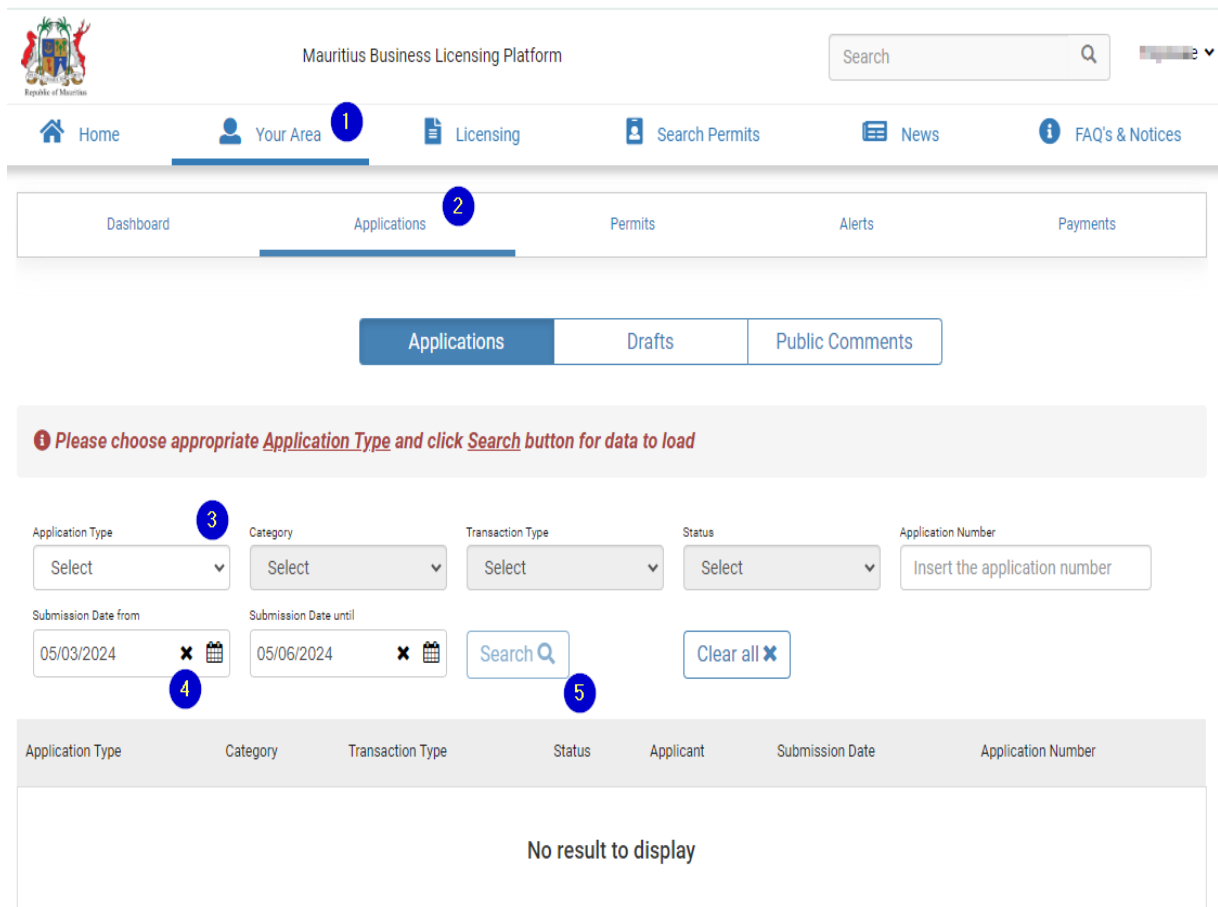 Republic of Mauritius
Mauritius Business Licensing Platform
Search
Home
Your Area
1
Licensing
Search Permits
News
FAQ's & Notices
Dashboard
Applications
2
Permits
Alerts
Payments
Applications
Drafts
Public Comments
Please choose appropriate Application Type and click Search button for data to load
3
Application Type
Category
Transaction Type
Status
Application Number
Select
Select
Select
Select
Insert the application number
Submission Date from
Submission Date until
05/03/2024
05/06/2024
Search
Clear all
4
5
Application Type
Category
Transaction Type
Status
Applicant
Submission Date
Application Number
No result to display